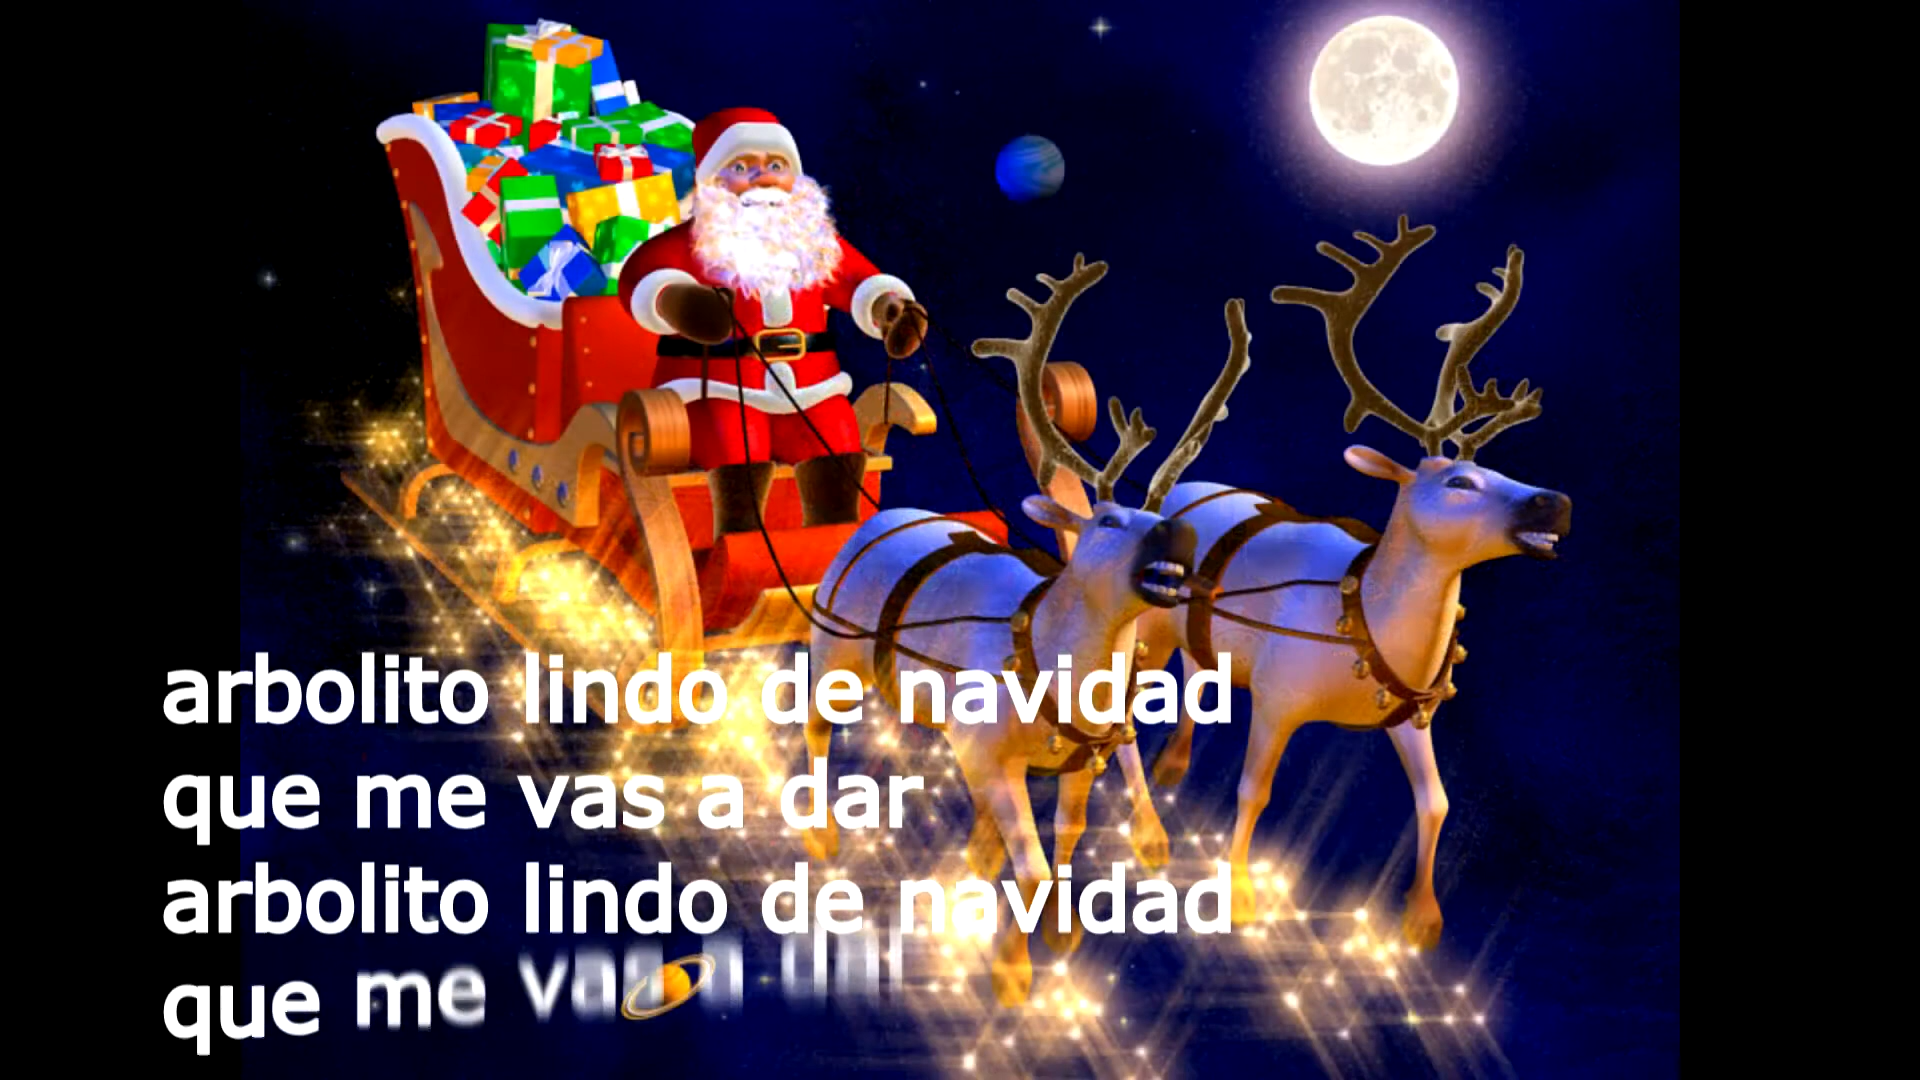 arbolito lindo de navidad
que me vas a dar
arbolito lindo de navidad
que me